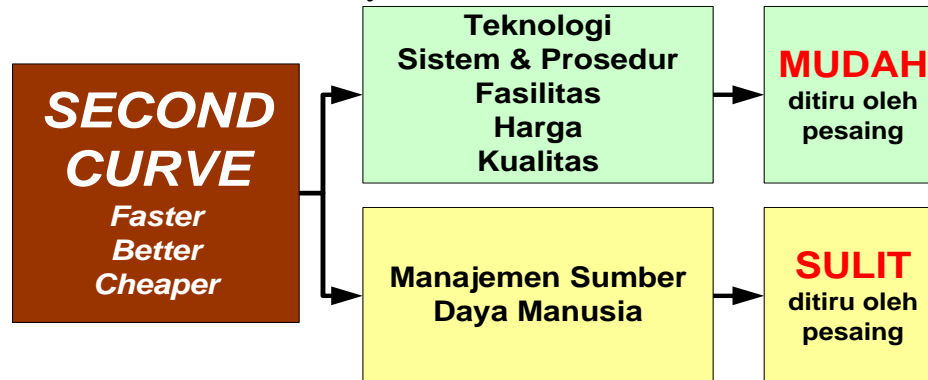 SECOND
CURVE
Faster
Better
Cheaper
Teknologi
Sistem & Prosedur
Fasilitas
Harga
Kualitas
MUDAH
ditiru oleh
pesaing
Manajemen Sumber
Daya Manusia
SULIT
ditiru oleh
pesaing